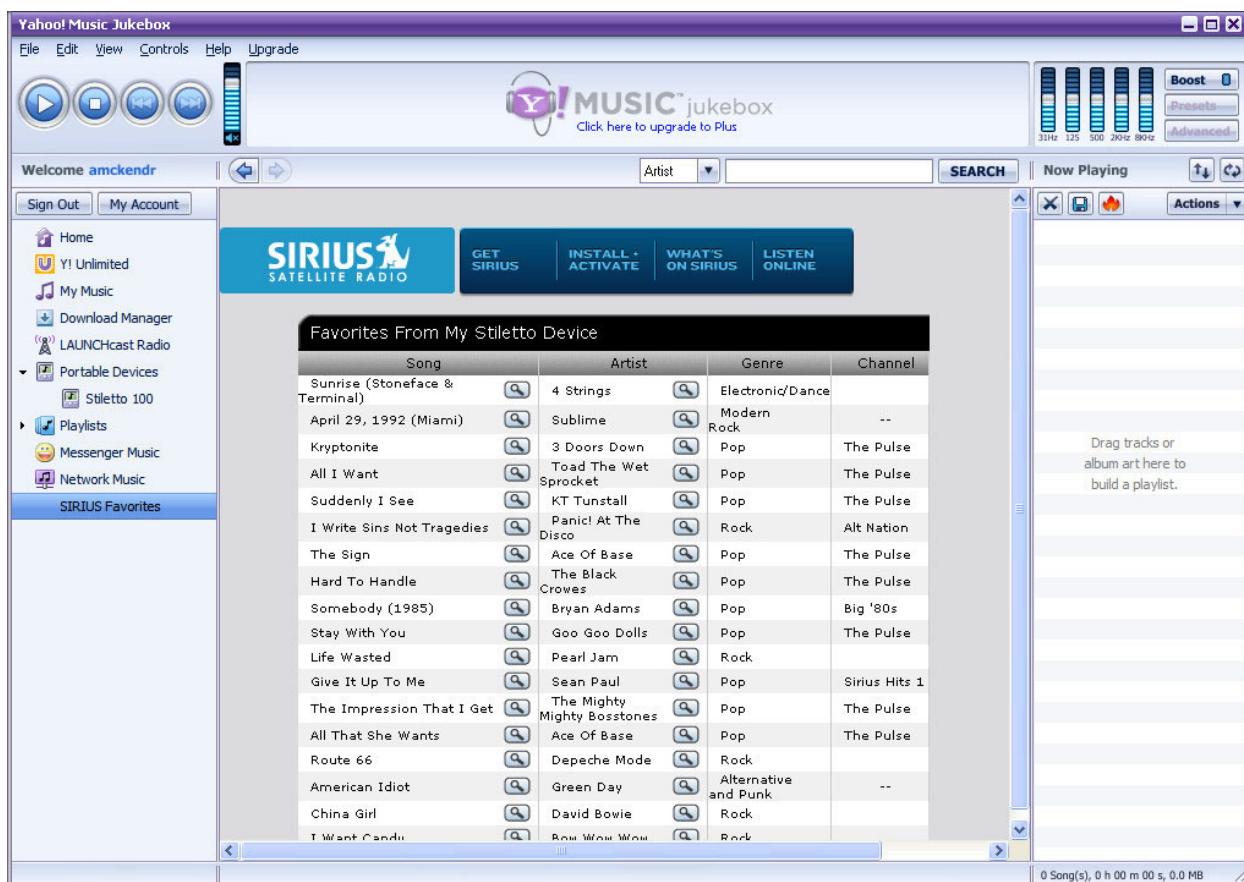 Yahoo! Music Jukebox
File Edit View Controls Help Upgrade
Y! MUSIC™ jukebox
Click here to upgrade to Plus
31Hz 125 500 2KHz 8KHz
Boost
Presets
Advanced
Welcome amckendr
Artist
SEARCH
Now Playing
Sign Out My Account
Actions
Home
Y! Unlimited
My Music
Download Manager
LAUNCHcast Radio
Portable Devices
Stiletto 100
Playlists
Messenger Music
Network Music
SIRIUS Favorites
SIRIUS
SATELLITE RADIO
GET SIRIUS
INSTALL + ACTIVATE
WHAT'S ON SIRIUS
LISTEN ONLINE
Favorites From My Stiletto Device
Song Artist Genre Channel
Sunrise (Stoneface & Terminal) 4 Strings Electronic/Dance
April 29, 1992 (Miami) Sublime Modern Rock --
Kryptonite 3 Doors Down Pop The Pulse
All I Want Toad The Wet Sprocket Pop The Pulse
Suddenly I See KT Tunstall Pop The Pulse
I Write Sins Not Tragedies Panic! At The Disco Rock Alt Nation
The Sign Ace Of Base Pop The Pulse
Hard To Handle The Black Crowes Pop The Pulse
Somebody (1985) Bryan Adams Pop Big '80s
Stay With You Goo Goo Dolls Pop The Pulse
Life Wasted Pearl Jam Rock
Give It Up To Me Sean Paul Pop Sirius Hits 1
The Impression That I Get The Mighty Mighty Bosstones Pop The Pulse
All That She Wants Ace Of Base Pop The Pulse
Route 66 Depeche Mode Rock
American Idiot Green Day Alternative and Punk --
China Girl David Bowie Rock
I Want Candy Bow Wow Wow Rock
Drag tracks or
album art here to
build a playlist.
0 Song(s), 0 h 00 m 00 s, 0.0 MB